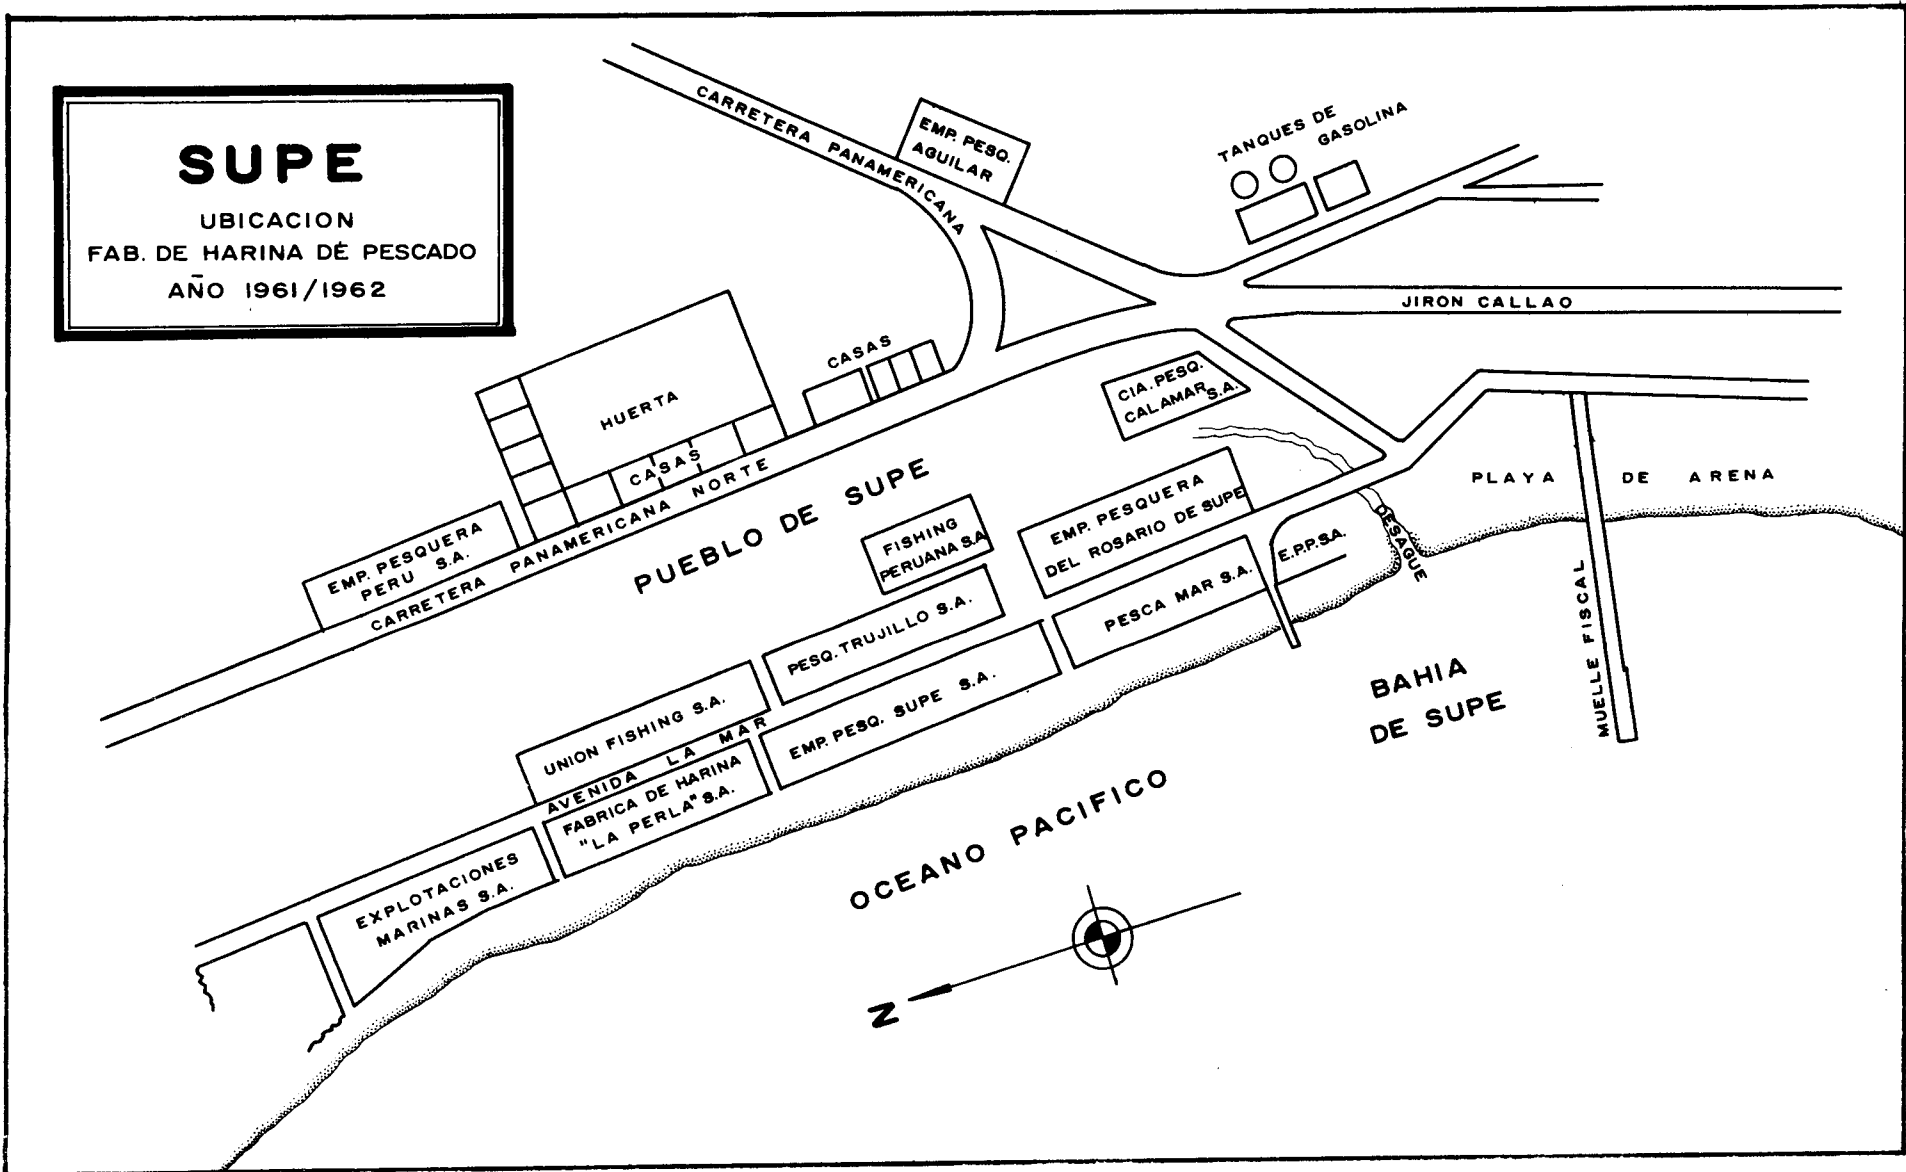 SUPE
UBICACION
FAB. DE HARINA DÉ PESCADO
AÑO 1961/1962
CARRETERA PANAMERICANA
EMP. PESQ.
AGUILAR
TANQUES DE
GASOLINA
JIRON CALLAO
CASAS
HUERTA
CASAS
CIA. PESQ.
CALAMAR S.A.
EMP. PESQUERA
PERU S.A.
CARRETERA PANAMERICANA NORTE
PUEBLO DE SUPE
FISHING
PERUANA S.A.
EMP. PESQUERA
DEL ROSARIO DE SUPE
E.P.P.S.A.
DESAGUE
PLAYA DE ARENA
MUELLE FISCAL
PESCA MAR S.A.
PESQ. TRUJILLO S.A.
UNION FISHING S.A.
AVENIDA LA MAR
EMP. PESQ. SUPE S.A.
FABRICA DE HARINA
"LA PERLA" S.A.
EXPLOTACIONES
MARINAS S.A.
BAHIA
DE SUPE
OCEANO PACIFICO
N